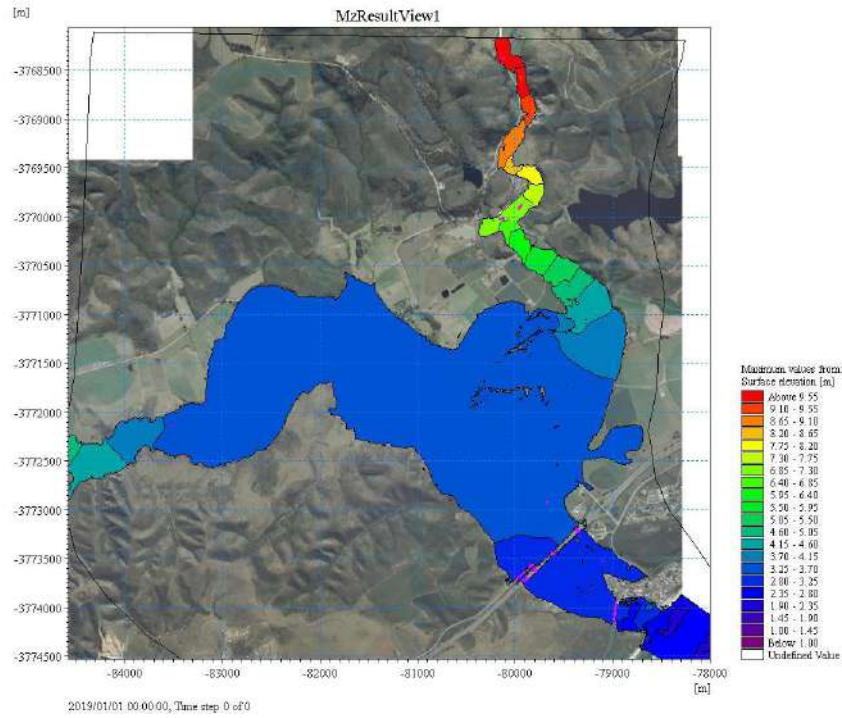 [m]
MzResultView1
-3768500
-3769000
-3769500
-3770000
-3770500
-3771000
-3771500
-3772000
-3772500
-3773000
-3773500
-3774000
-3774500
-84000
-83000
-82000
-81000
-80000
-79000
-78000
[m]
Maximum values from:
Surface elevation [m]
Above 9.55
9.10 - 9.55
8.65 - 9.10
8.20 - 8.65
7.75 - 8.20
7.30 - 7.75
6.85 - 7.30
6.40 - 6.85
5.95 - 6.40
5.50 - 5.95
5.05 - 5.50
4.60 - 5.05
4.15 - 4.60
3.70 - 4.15
3.25 - 3.70
2.80 - 3.25
2.35 - 2.80
1.90 - 2.35
1.45 - 1.90
1.00 - 1.45
Below 1.00
Undefined Value
2019/01/01 00:00:00, Time step 0 of 0